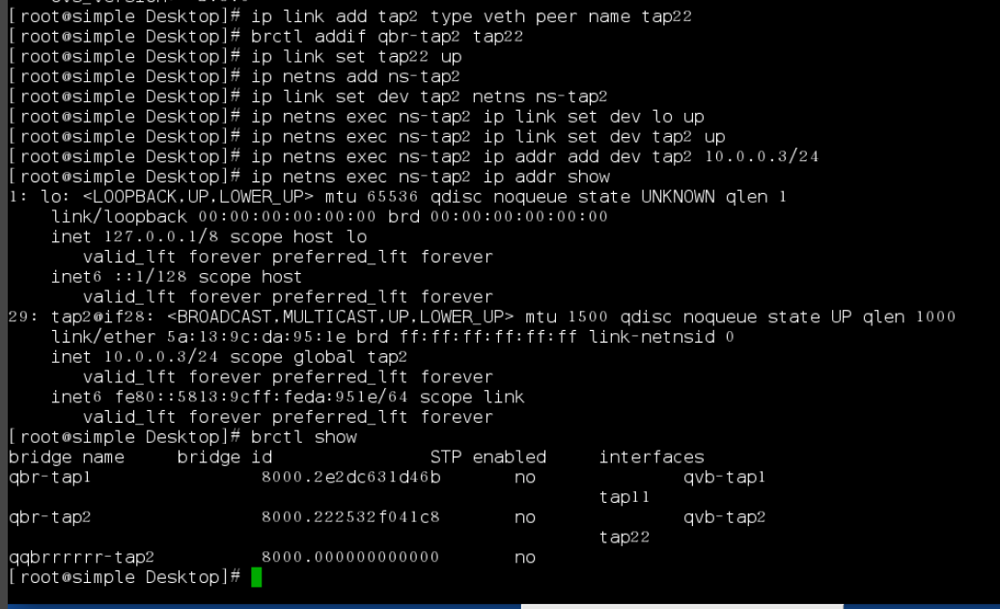 [root@simple Desktop]# ip link add tap2 type veth peer name tap22
[root@simple Desktop]# brctl addif qbr-tap2 tap22
[root@simple Desktop]# ip link set tap22 up
[root@simple Desktop]# ip netns add ns-tap2
[root@simple Desktop]# ip link set dev tap2 netns ns-tap2
[root@simple Desktop]# ip netns exec ns-tap2 ip link set dev lo up
[root@simple Desktop]# ip netns exec ns-tap2 ip link set dev tap2 up
[root@simple Desktop]# ip netns exec ns-tap2 ip addr add dev tap2 10.0.0.3/24
[root@simple Desktop]# ip netns exec ns-tap2 ip addr show
1: lo: <LOOPBACK,UP,LOWER_UP> mtu 65536 qdisc noqueue state UNKNOWN qlen 1
link/loopback 00:00:00:00:00:00 brd 00:00:00:00:00:00
inet 127.0.0.1/8 scope host lo
valid_lft forever preferred_lft forever
inet6 ::1/128 scope host
valid_lft forever preferred_lft forever
29: tap2@if28: <BROADCAST,MULTICAST,UP,LOWER_UP> mtu 1500 qdisc noqueue state UP qlen 1000
link/ether 5a:13:9c:da:95:1e brd ff:ff:ff:ff:ff:ff link-netnsid 0
inet 10.0.0.3/24 scope global tap2
valid_lft forever preferred_lft forever
inet6 fe80::5813:9cff:feda:951e/64 scope link
valid_lft forever preferred_lft forever
[root@simple Desktop]# brctl show
bridge name bridge id STP enabled interfaces
qbr-tap1 8000.2e2dc631d46b no qvb-tap1
tap11
qbr-tap2 8000.222532f041c8 no qvb-tap2
tap22
qqbrrrrrr-tap2 8000.000000000000 no
[root@simple Desktop]#